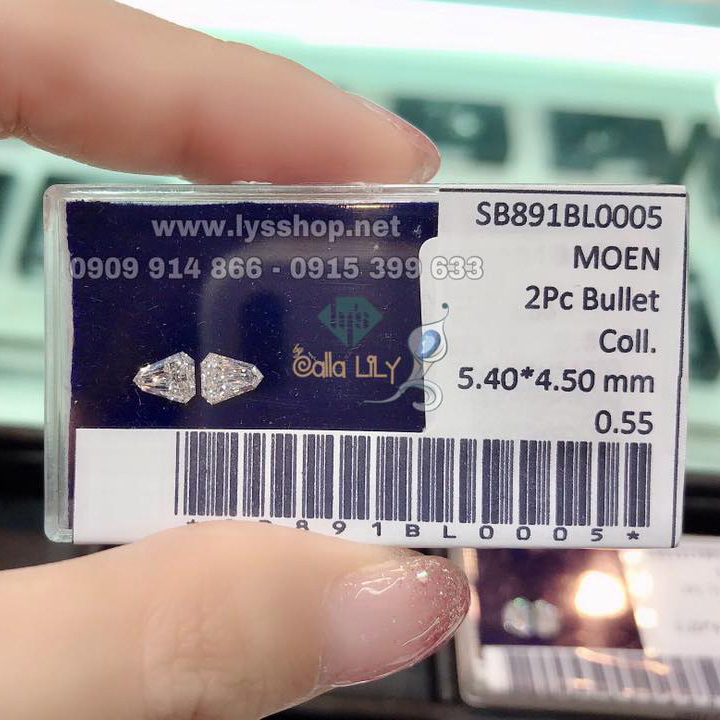 www.lysshop.net
0909 914 866 - 0915 399 633
lys
by
Calla LiLY
SB891BL0005
MOEN
2Pc Bullet
Coll.
5.40*4.50 mm
0.55
*SB891BL0005*